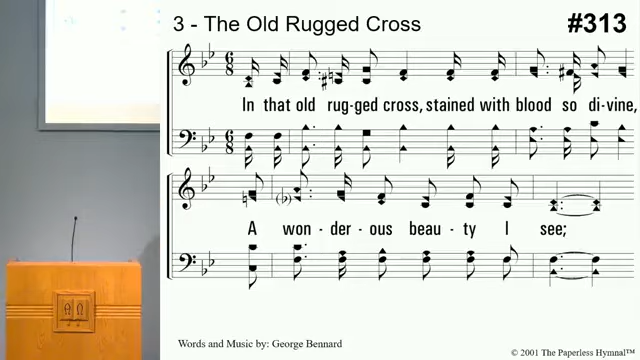 3 - The Old Rugged Cross
#313
In that old rug-ged cross, stained with blood so di-vine,
A won - der - ous beau - ty I see;
Words and Music by: George Bennard
© 2001 The Paperless Hymnal™
ΑΩ